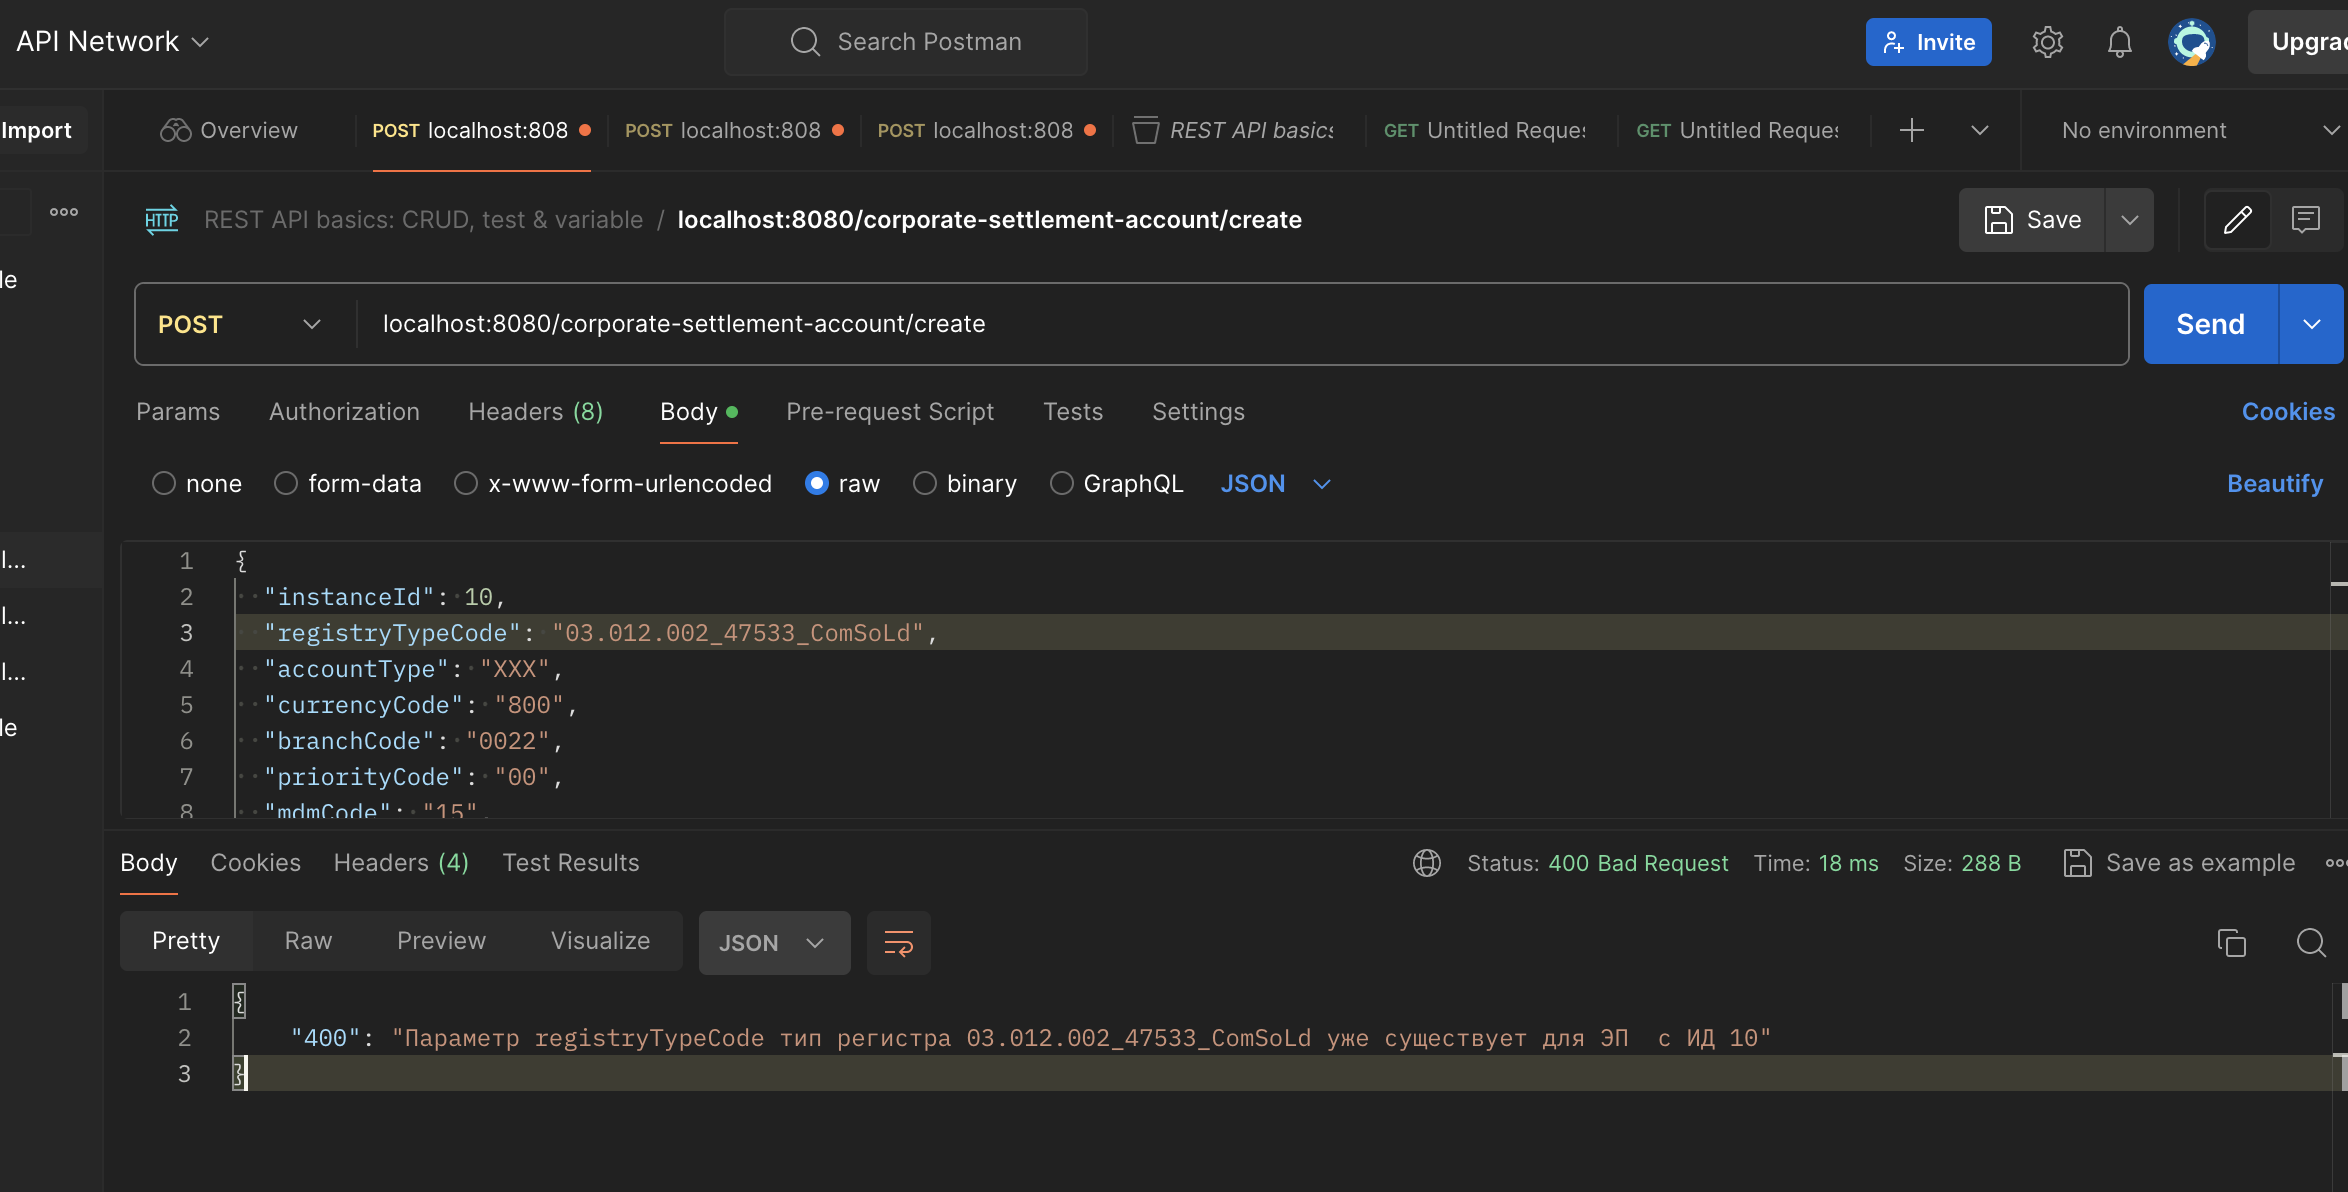 API Network
Search Postman
Invite
Import
Overview
POST localhost:808
POST localhost:808
POST localhost:808
REST API basics
GET Untitled Reques
GET Untitled Reques
No environment
HTTP
REST API basics: CRUD, test & variable / localhost:8080/corporate-settlement-account/create
Save
POST
localhost:8080/corporate-settlement-account/create
Send
Params
Authorization
Headers (8)
Body
Pre-request Script
Tests
Settings
Cookies
none
form-data
x-www-form-urlencoded
raw
binary
GraphQL
JSON
Beautify
1 {
2 "instanceId": 10,
3 "registryTypeCode": "03.012.002_47533_ComSoLd",
4 "accountType": "XXX",
5 "currencyCode": "800",
6 "branchCode": "0022",
7 "priorityCode": "00",
8 "mdmCode": "15",
Body
Cookies
Headers (4)
Test Results
Status: 400 Bad Request
Time: 18 ms
Size: 288 B
Save as example
Pretty
Raw
Preview
Visualize
JSON
1 {
2 "400": "Параметр registryTypeCode тип регистра 03.012.002_47533_ComSoLd уже существует для ЭП  с ИД 10"
3 }